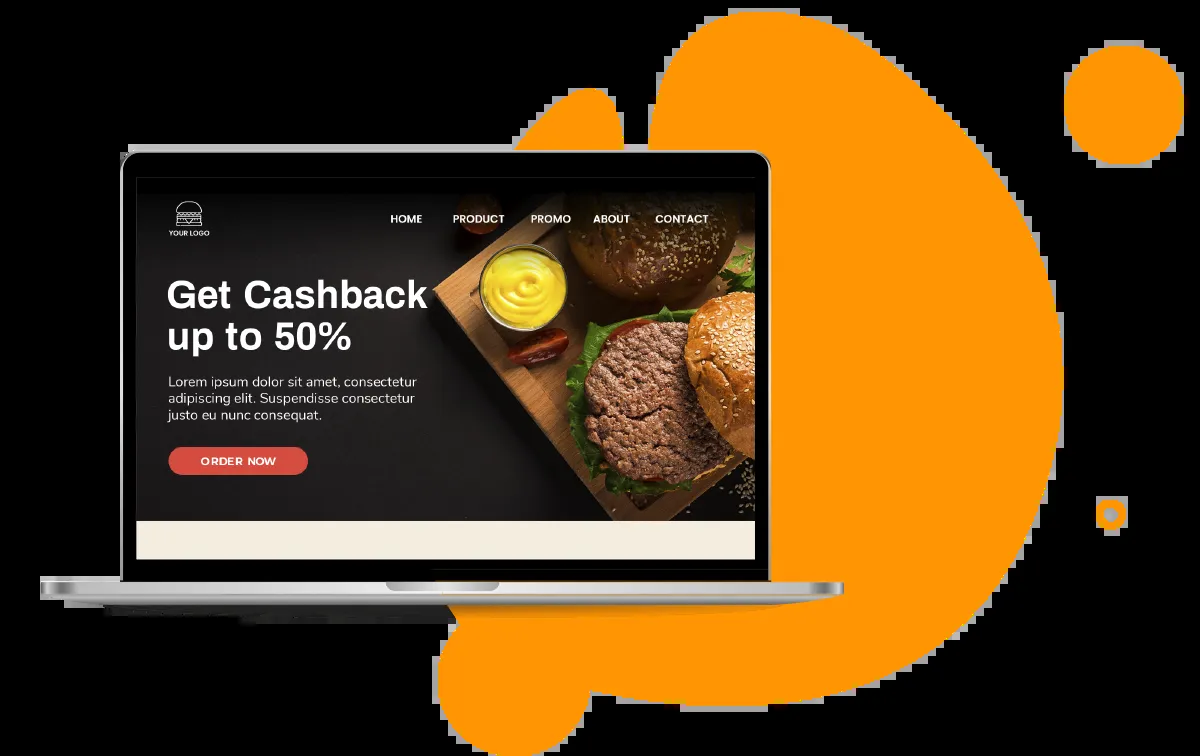 YOUR LOGO
HOME PRODUCT PROMO ABOUT CONTACT
Get Cashback
up to 50%
Lorem ipsum dolor sit amet, consectetur
adipiscing elit. Suspendisse consectetur
justo eu nunc consequat.
ORDER NOW